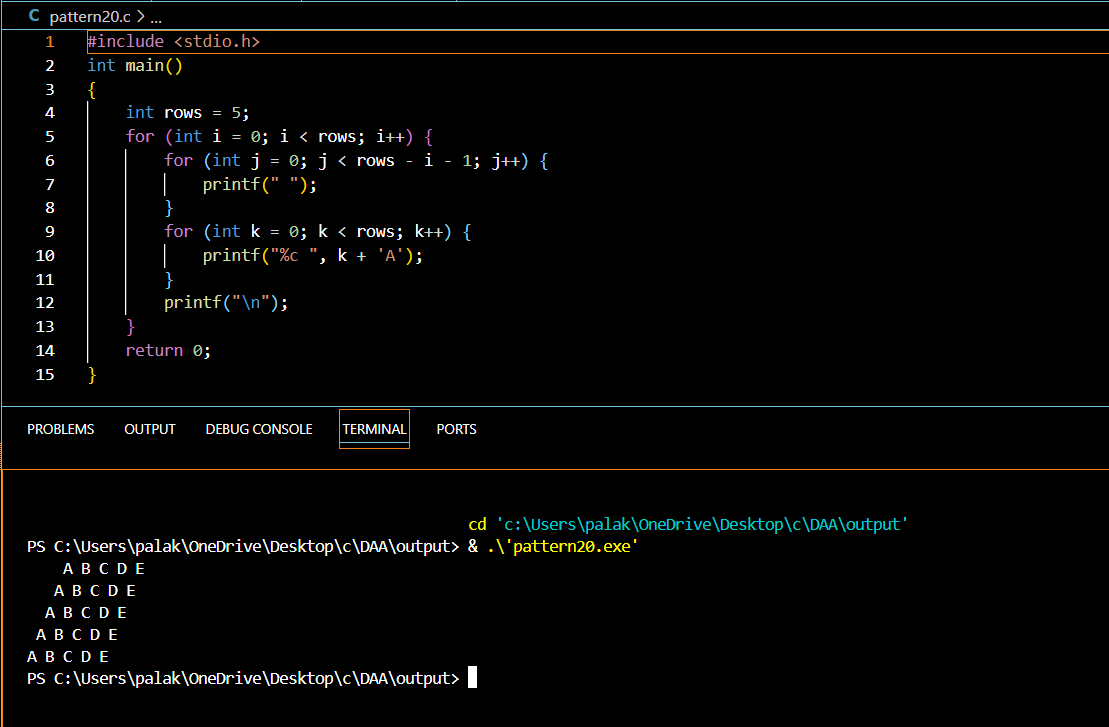 C pattern20.c > ...
1 #include <stdio.h>
2 int main()
3 {
4     int rows = 5;
5     for (int i = 0; i < rows; i++) {
6         for (int j = 0; j < rows - i - 1; j++) {
7             printf(" ");
8         }
9         for (int k = 0; k < rows; k++) {
10             printf("%c ", k + 'A');
11         }
12         printf("\n");
13     }
14     return 0;
15 }
PROBLEMS OUTPUT DEBUG CONSOLE TERMINAL PORTS
cd 'c:\Users\palak\OneDrive\Desktop\c\DAA\output'
PS C:\Users\palak\OneDrive\Desktop\c\DAA\output> & .\'pattern20.exe'
    A B C D E
   A B C D E
  A B C D E
 A B C D E
A B C D E
PS C:\Users\palak\OneDrive\Desktop\c\DAA\output>